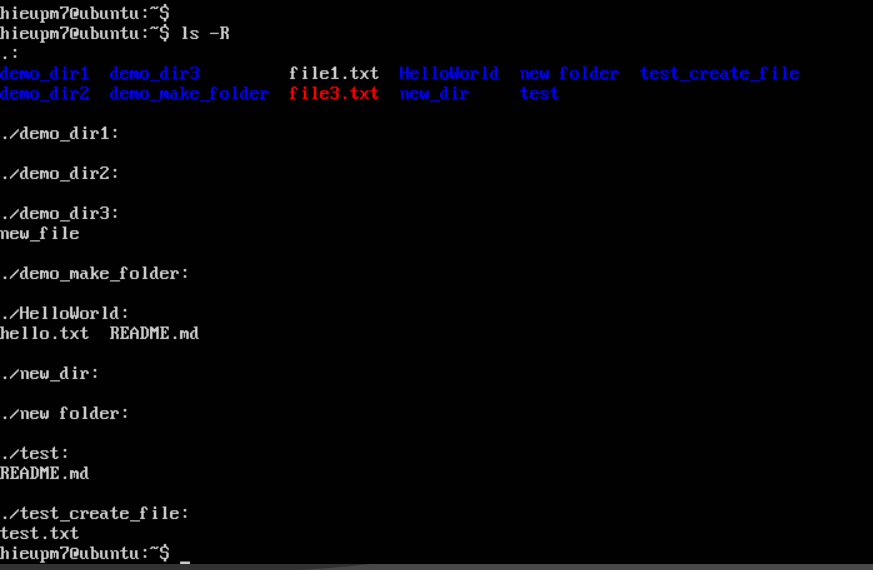 hieupm7@ubuntu:~$
hieupm7@ubuntu:~$ ls -R
.:
demo_dir1  demo_dir3         file1.txt  HelloWorld  new folder  test_create_file
demo_dir2  demo_make_folder  file3.txt  new_dir     test
./demo_dir1:
./demo_dir2:
./demo_dir3:
new_file
./demo_make_folder:
./HelloWorld:
hello.txt  README.md
./new_dir:
./new folder:
./test:
README.md
./test_create_file:
test.txt
hieupm7@ubuntu:~$ _